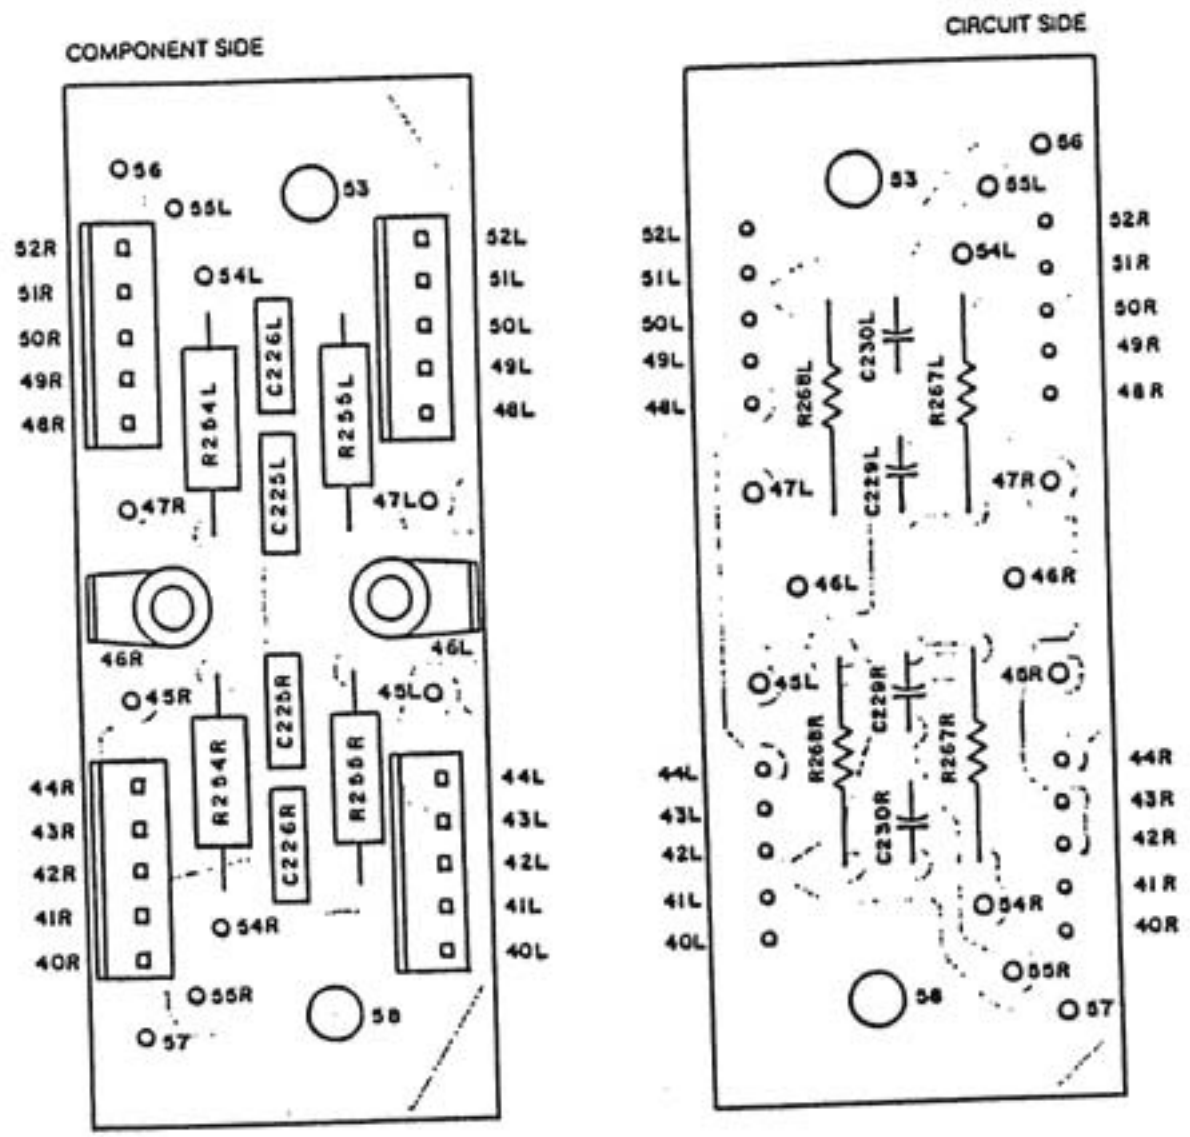 COMPONENT SIDE
56
55L
53
52R
52L
51R
54L
51L
50R
50L
49R
49L
48R
48L
C226L
R254L
R255L
C225L
47R
47L
46R
46L
45R
45L
C225R
R254R
R255R
C226R
44R
44L
43R
43L
42R
42L
41R
41L
54R
40R
40L
55R
58
57
CIRCUIT SIDE
56
53
55L
52L
52R
54L
51L
51R
50L
50R
49L
49R
48L
48R
C230L
R268L
R267L
C229L
47L
47R
46L
46R
45L
45R
C229R
R268R
R267R
C230R
44L
44R
43L
43R
42L
42R
41L
41R
54R
40L
40R
55R
58
57